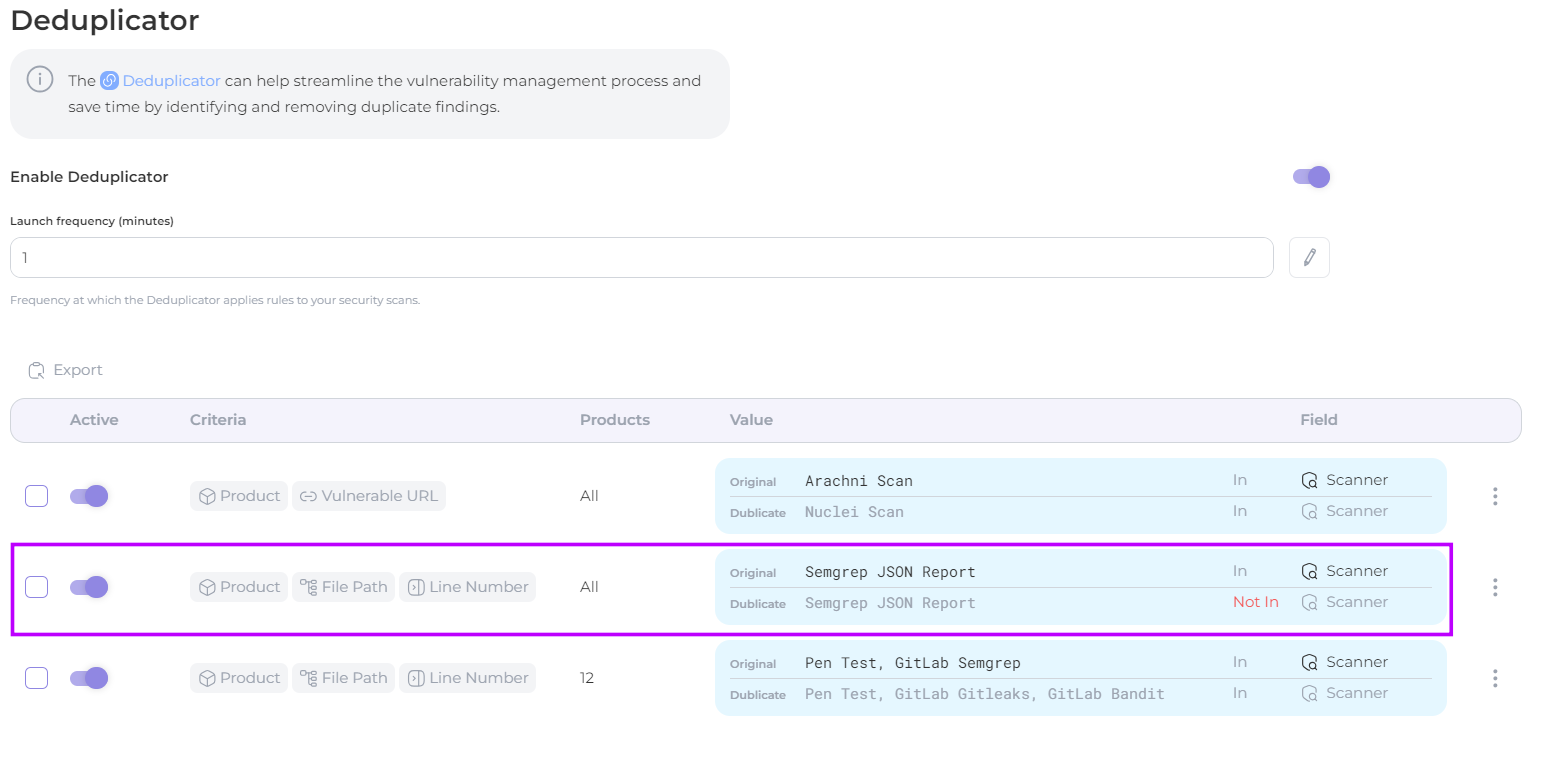 Deduplicator
The Deduplicator can help streamline the vulnerability management process and
save time by identifying and removing duplicate findings.
Enable Deduplicator
Launch frequency (minutes)
1
Frequency at which the Deduplicator applies rules to your security scans.
Export
Active Criteria Products Value Field
Product Vulnerable URL All Original Arachni Scan In Scanner
Dublicate Nuclei Scan In Scanner
Product File Path Line Number All Original Semgrep JSON Report In Scanner
Dublicate Semgrep JSON Report Not In Scanner
Product File Path Line Number 12 Original Pen Test, GitLab Semgrep In Scanner
Dublicate Pen Test, GitLab Gitleaks, GitLab Bandit In Scanner